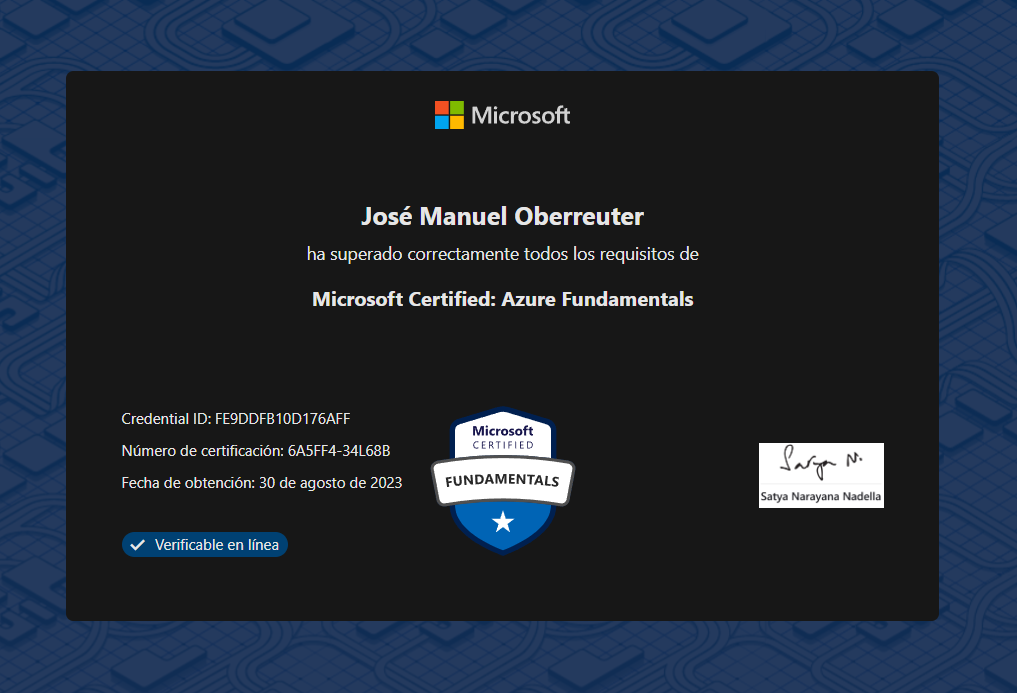 Microsoft
José Manuel Oberreuter
ha superado correctamente todos los requisitos de
Microsoft Certified: Azure Fundamentals
Credential ID: FE9DDFB10D176AFF
Número de certificación: 6A5FF4-34L68B
Fecha de obtención: 30 de agosto de 2023
Verificable en línea
Microsoft
CERTIFIED
FUNDAMENTALS
Satya N.
Satya Narayana Nadella